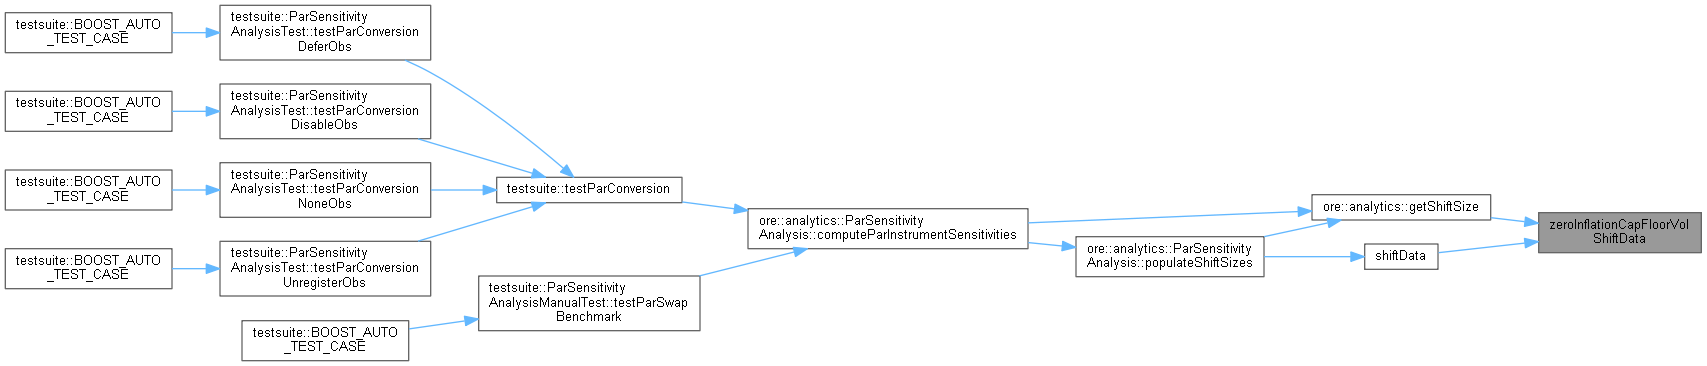 testsuite::BOOST_AUTO
_TEST_CASE
testsuite::ParSensitivity
AnalysisTest::testParConversion
DeferObs
testsuite::BOOST_AUTO
_TEST_CASE
testsuite::ParSensitivity
AnalysisTest::testParConversion
DisableObs
testsuite::BOOST_AUTO
_TEST_CASE
testsuite::ParSensitivity
AnalysisTest::testParConversion
NoneObs
testsuite::BOOST_AUTO
_TEST_CASE
testsuite::ParSensitivity
AnalysisTest::testParConversion
UnregisterObs
testsuite::BOOST_AUTO
_TEST_CASE
testsuite::ParSensitivity
AnalysisManualTest::testParSwap
Benchmark
testsuite::testParConversion
ore::analytics::ParSensitivity
Analysis::computeParInstrumentSensitivities
ore::analytics::ParSensitivity
Analysis::populateShiftSizes
ore::analytics::getShiftSize
shiftData
zeroInflationCapFloorVol
ShiftData